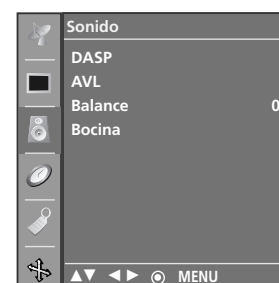 Sonido
DASP
AVL
Balance 0
Bocina
▲▼ ◄► ◉ MENU